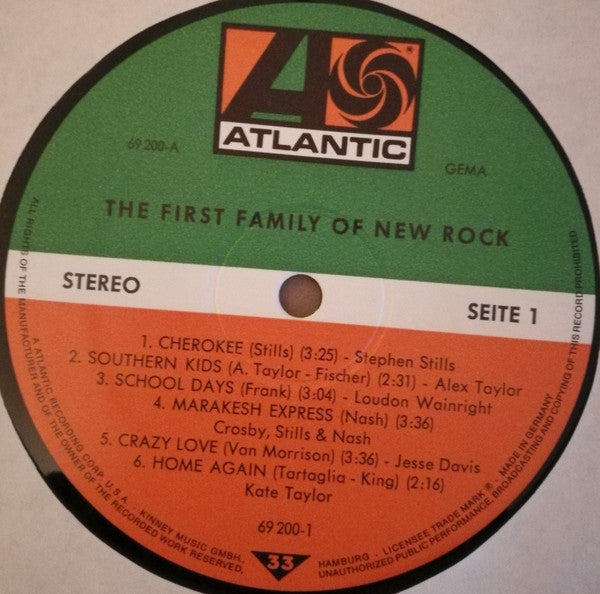 ATLANTIC
69 200-A
GEMA
THE FIRST FAMILY OF NEW ROCK
STEREO
SEITE 1
1. CHEROKEE (Stills) (3:25) - Stephen Stills
2. SOUTHERN KIDS (A. Taylor - Fischer) (2:31) - Alex Taylor
3. SCHOOL DAYS (Frank) (3:04) - Loudon Wainright
4. MARAKESH EXPRESS (Nash) (3:36)
Crosby, Stills & Nash
5. CRAZY LOVE (Van Morrison) (3:36) - Jesse Davis
6. HOME AGAIN (Tartaglia - King) (2:16)
Kate Taylor
69 200-1
33
ALL RIGHTS OF THE MANUFACTURER AND OF THE OWNER OF THE RECORDED WORK RESERVED,
UNAUTHORIZED PUBLIC PERFORMANCE, BROADCASTING AND COPYING OF THIS RECORD PROHIBITED
A. ATLANTIC RECORDING CORP. U.S.A. · KINNEY MUSIC GMBH,
HAMBURG · LICENSEE TRADE MARK ® · MADE IN GERMANY